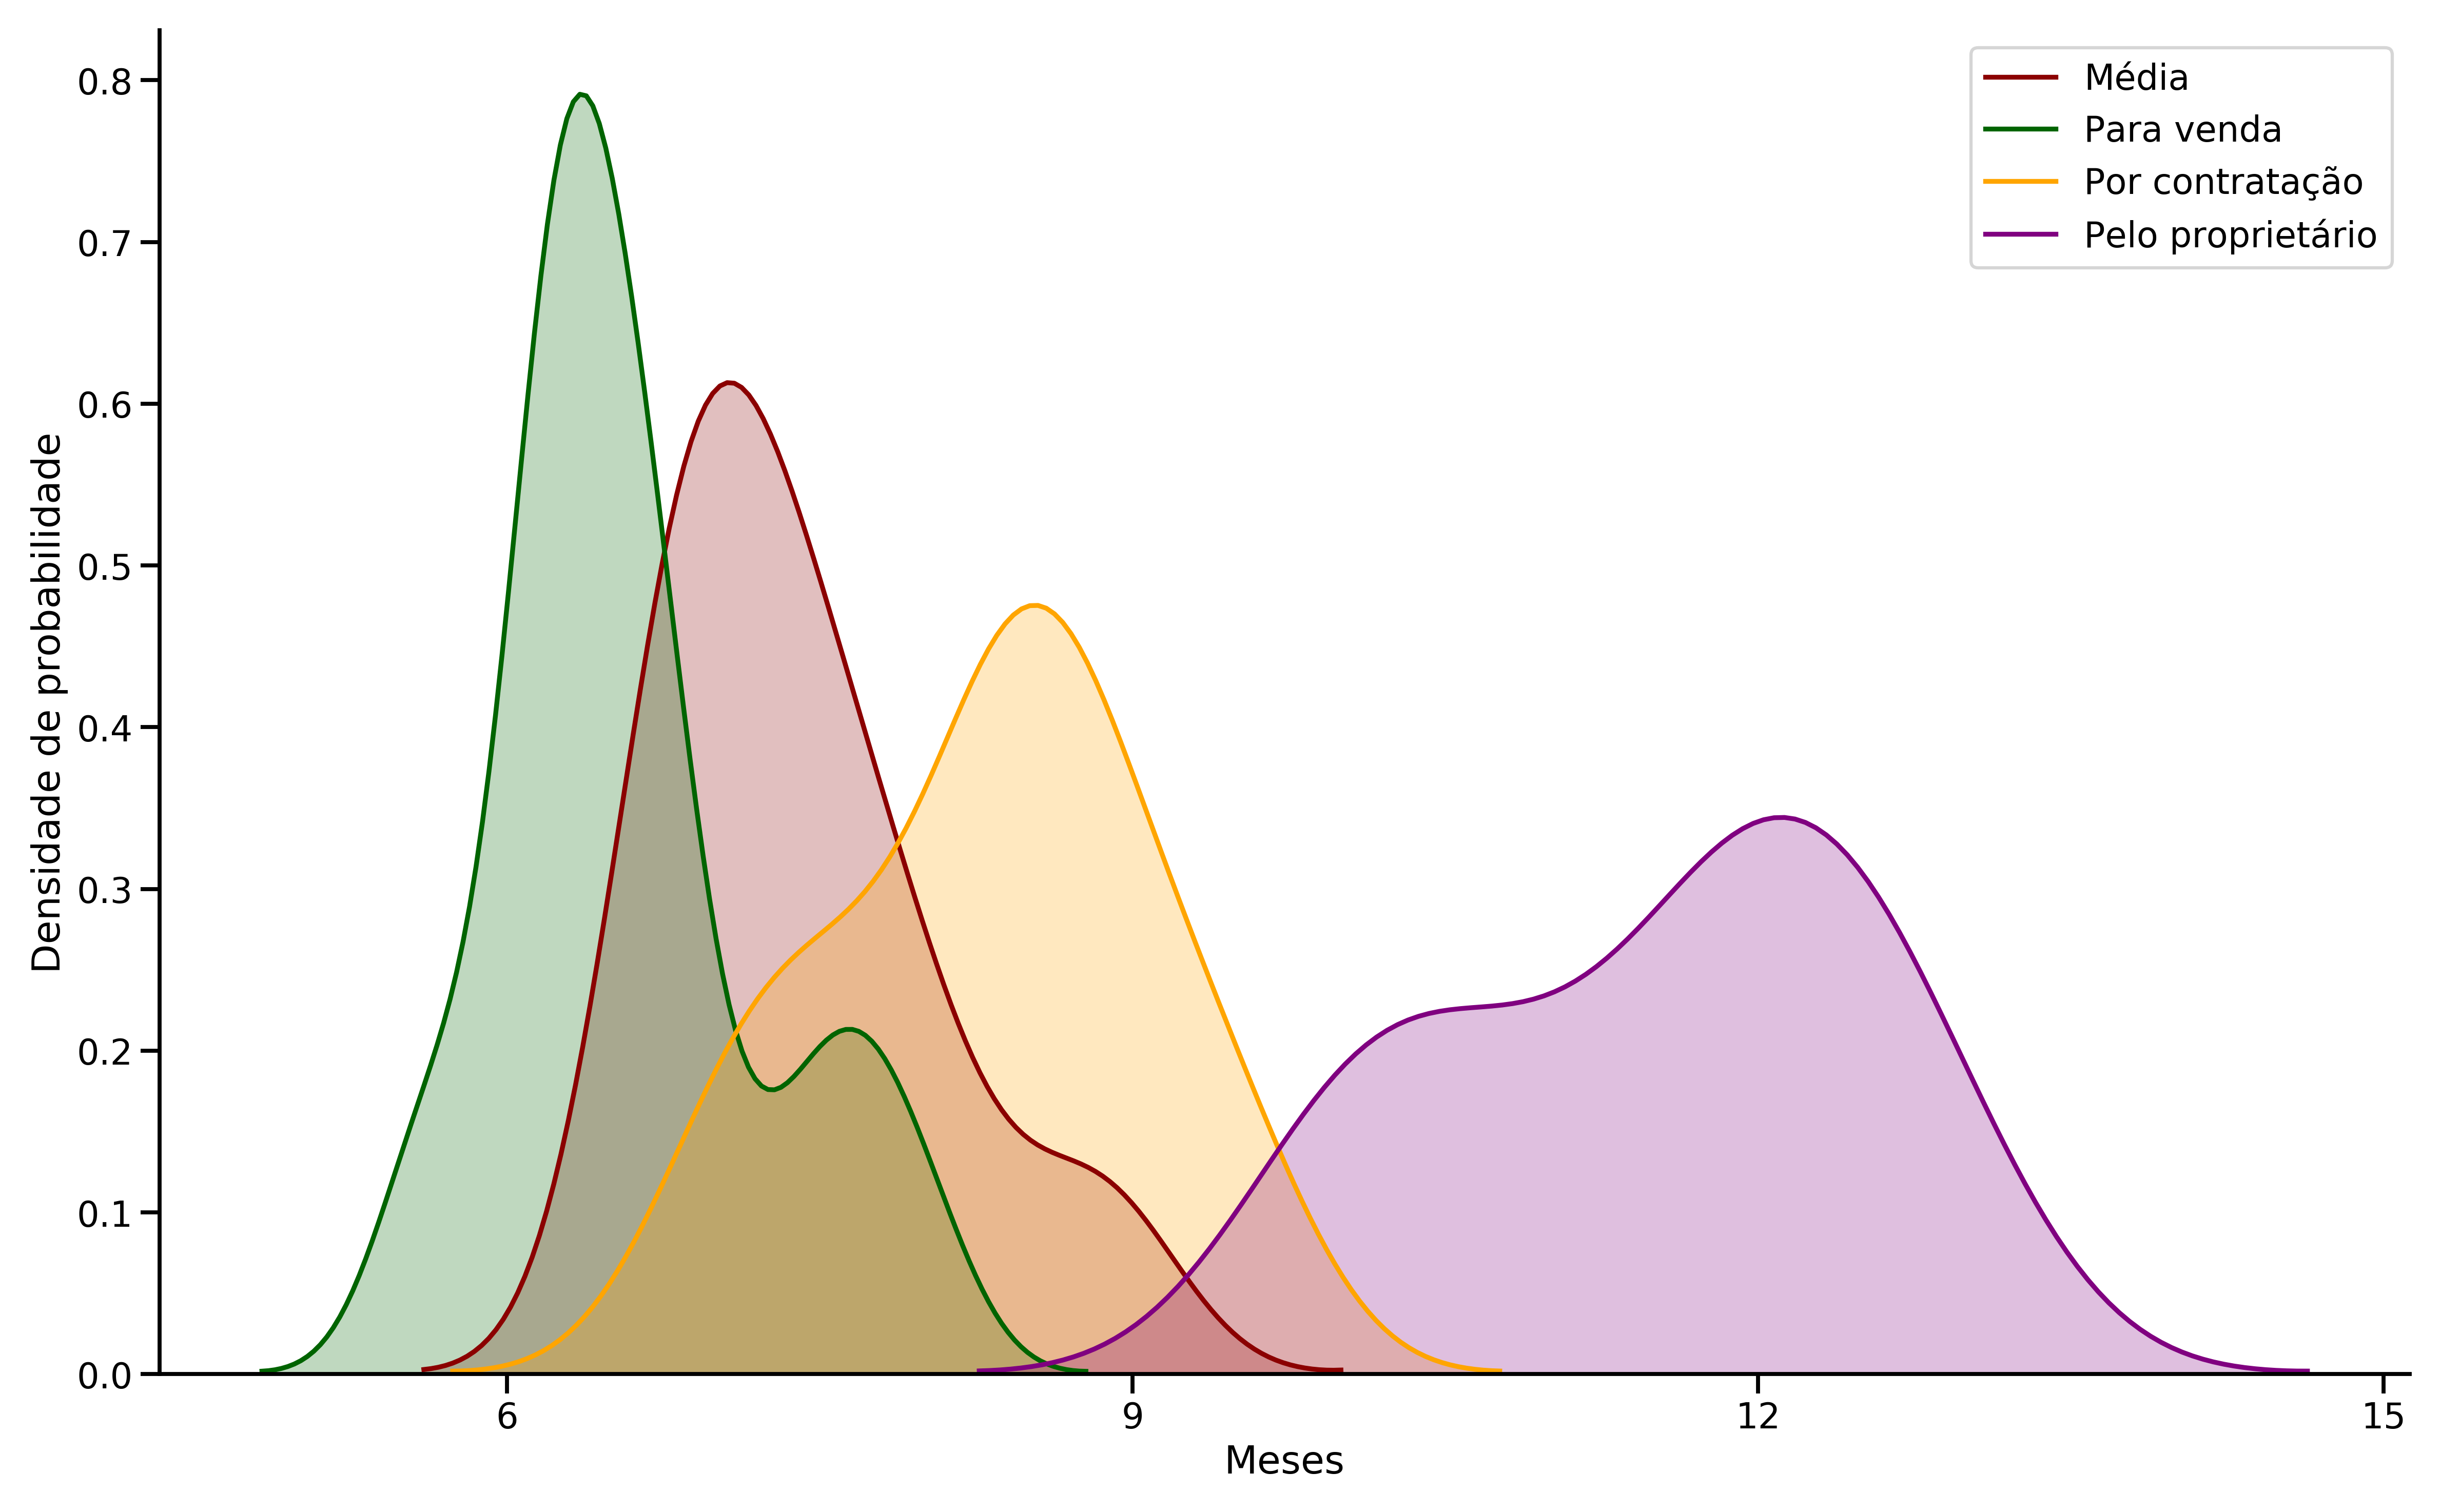 Média
Para venda
Por contratação
Pelo proprietário
Densidade de probabilidade
0.8
0.7
0.6
0.5
0.4
0.3
0.2
0.1
0.0
6 9 12 15
Meses